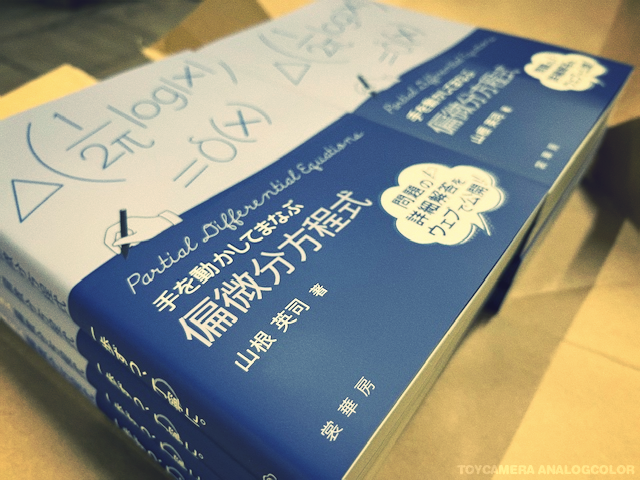 Δ(1/2π log|x|)
=δ(x)
Partial Differential Equations
手を動かしてまなぶ
偏微分方程式
山根 英司 著
問題の
詳細解答を
ウェブで公開!
裳華房
Δ(1/2π log|x|)
=δ(x)
Partial Differential Equations
手を動かしてまなぶ
偏微分方程式
山根 英司 著
裳華房
TOYCAMERA ANALOGCOLOR